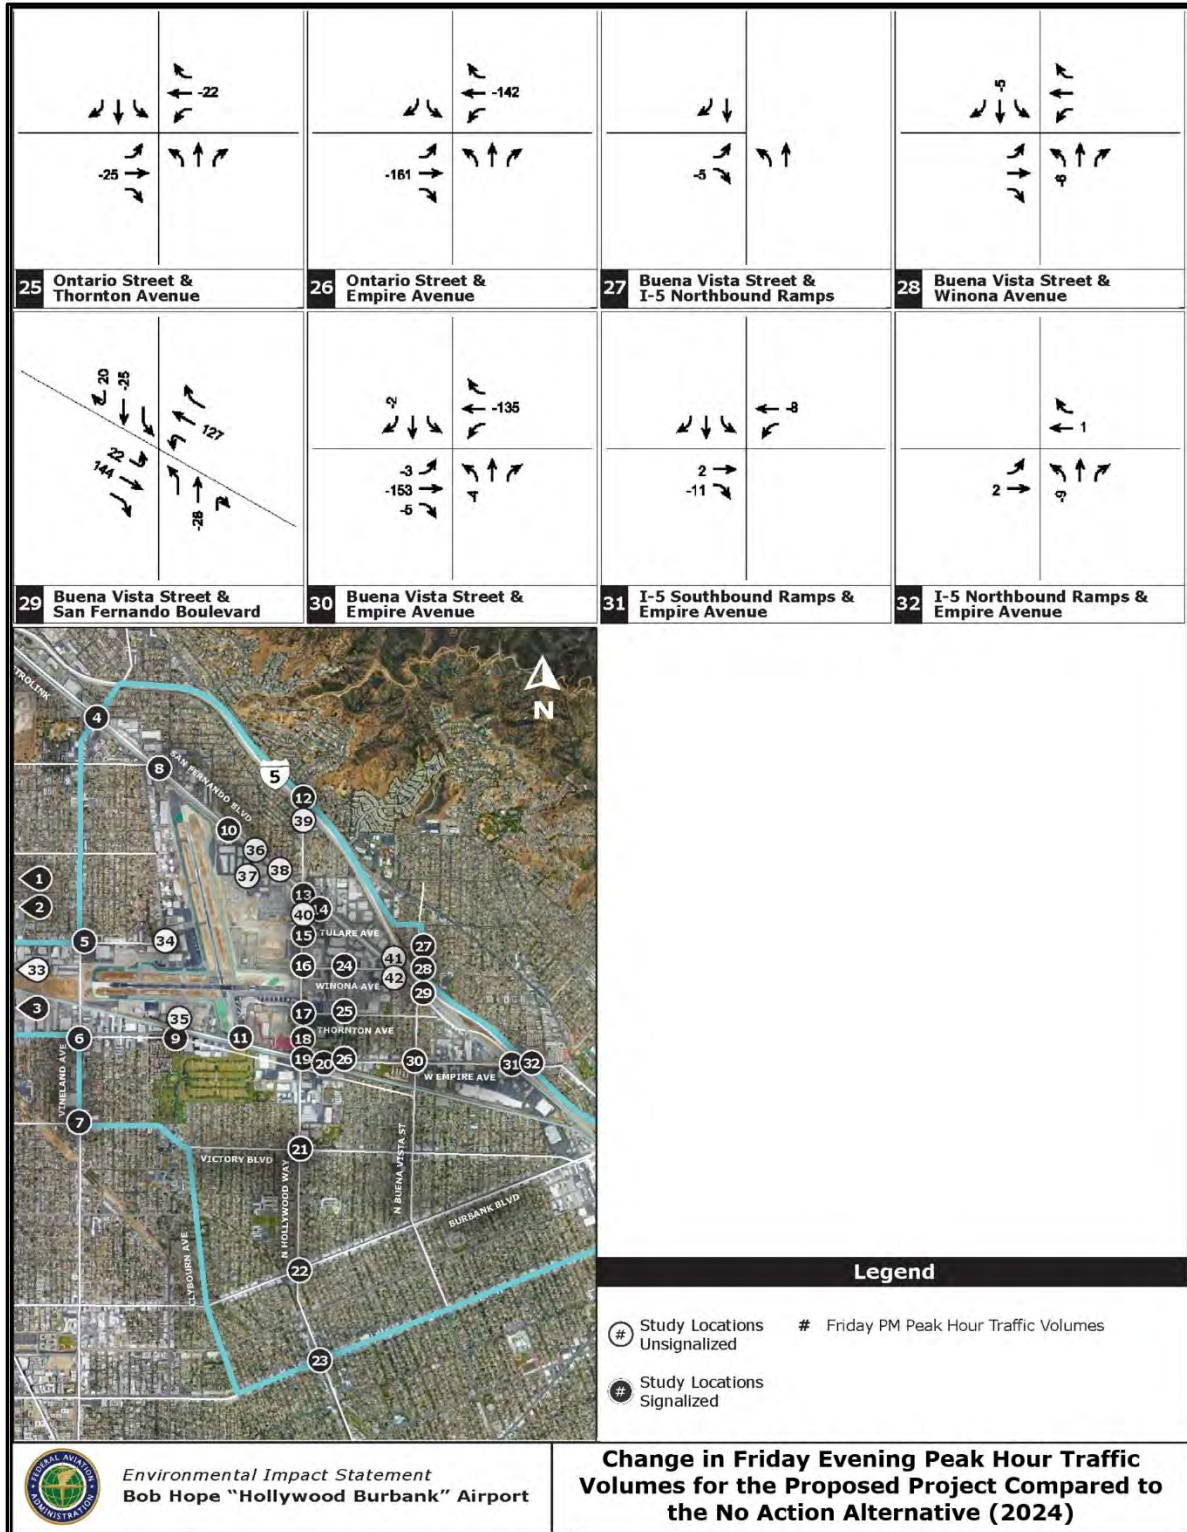 -22
-25
25 Ontario Street &
Thornton Avenue
-142
-161
26 Ontario Street &
Empire Avenue
-5
27 Buena Vista Street &
I-5 Northbound Ramps
-5
-6
28 Buena Vista Street &
Winona Avenue
20
-25
127
22
144
-28
29 Buena Vista Street &
San Fernando Boulevard
-2
-135
-3
-153
-5
-4
30 Buena Vista Street &
Empire Avenue
-8
2
-11
31 I-5 Southbound Ramps &
Empire Avenue
1
2
-9
32 I-5 Northbound Ramps &
Empire Avenue
TROLINK
N
4
8
SAN FERNANDO BLVD
5
12
39
10
36
37
38
1
2
13
14
40
5
34
15
TULARE AVE
27
33
16
24
41
28
WINONA AVE
42
29
3
35
17
25
THORNTON AVE
6
9
11
18
19
20
26
30
31
32
W EMPIRE AVE
VINELAND AVE
7
21
VICTORY BLVD
N HOLLYWOOD WAY
N BUENA VISTA ST
BURBANK BLVD
CLYBOURN AVE
22
23
Legend
# Study Locations
Unsignalized
# Friday PM Peak Hour Traffic Volumes
# Study Locations
Signalized
FEDERAL AVIATION
ADMINISTRATION
Environmental Impact Statement
Bob Hope “Hollywood Burbank” Airport
Change in Friday Evening Peak Hour Traffic
Volumes for the Proposed Project Compared to
the No Action Alternative (2024)